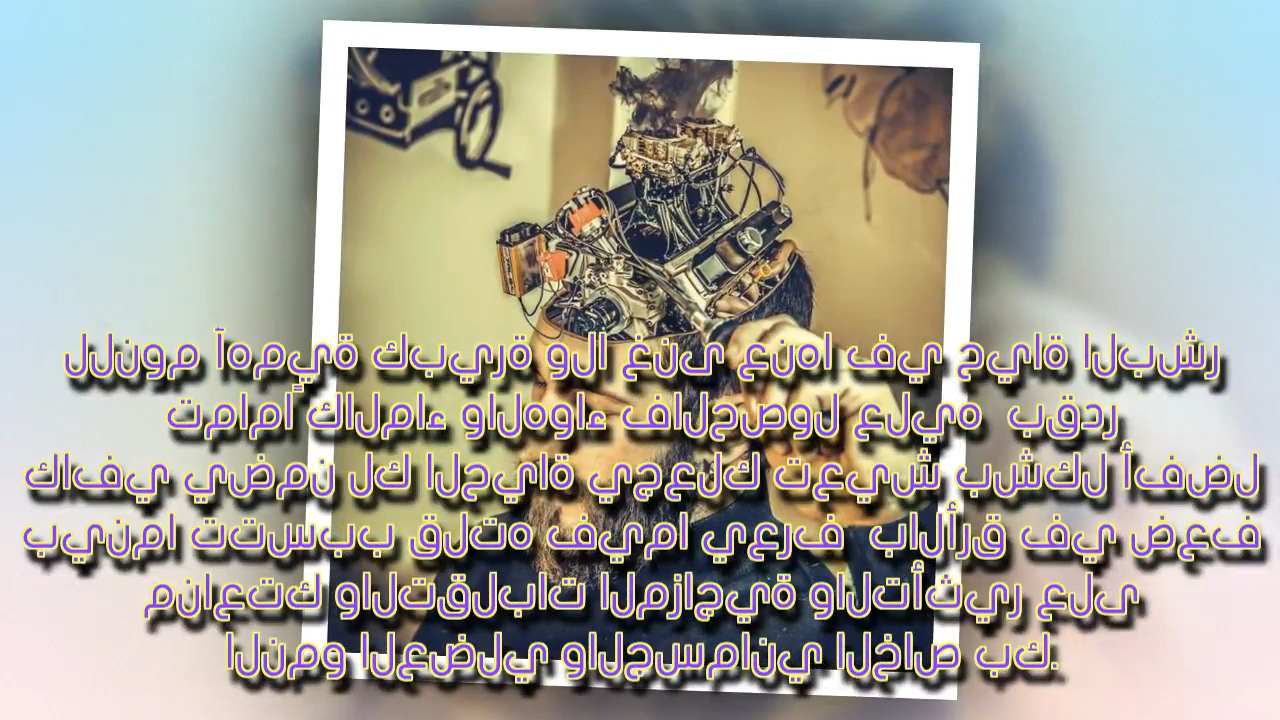 للنوم آهمية كبيرة ولا غنى عنها في حياة البشر
تماماً كالماء والهواء فالحصول عليه بقدر
كافي يضمن لك الحياة يجعلك تعيش بشكل أفضل
بينما تتسبب قلته فيما يعرف بالأرق في ضعف
مناعتك والتقلبات المزاجية والتأثير على
النمو العضلي والجسماني الخاص بك.